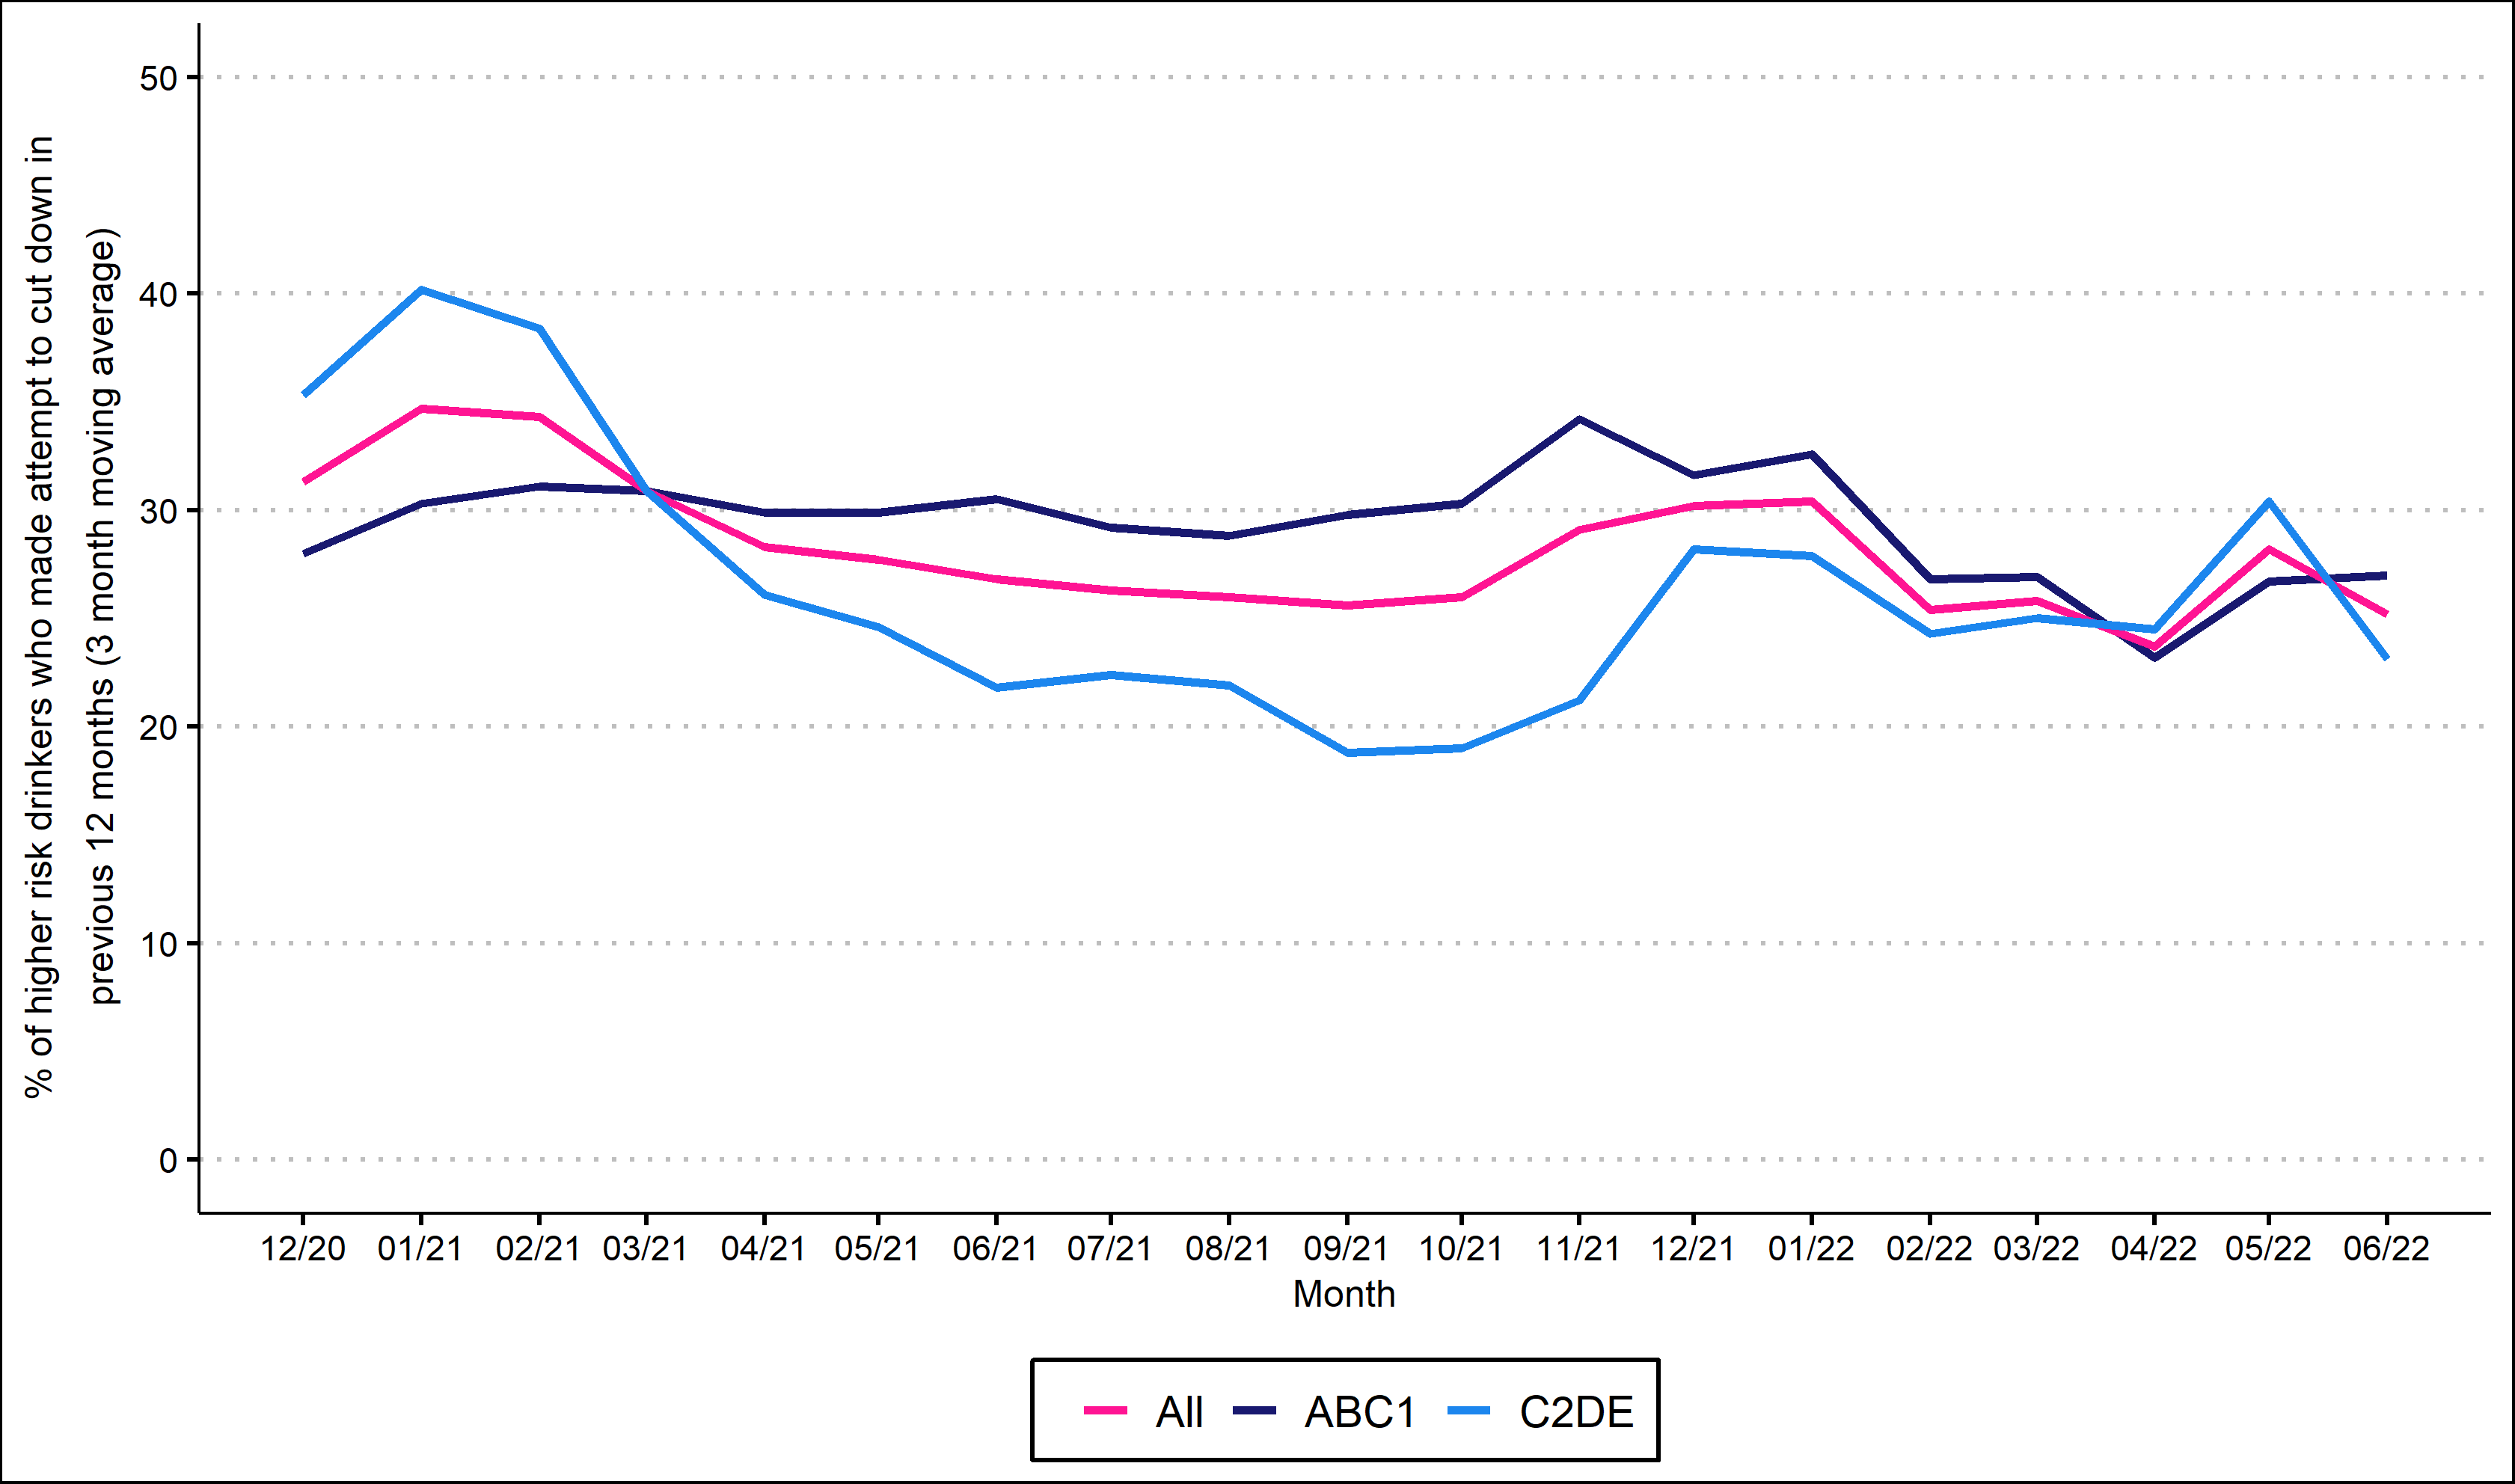 % of higher risk drinkers who made attempt to cut down in
previous 12 months (3 month moving average)
50
40
30
20
10
0
12/20 01/21 02/21 03/21 04/21 05/21 06/21 07/21 08/21 09/21 10/21 11/21 12/21 01/22 02/22 03/22 04/22 05/22 06/22
Month
All ABC1 C2DE